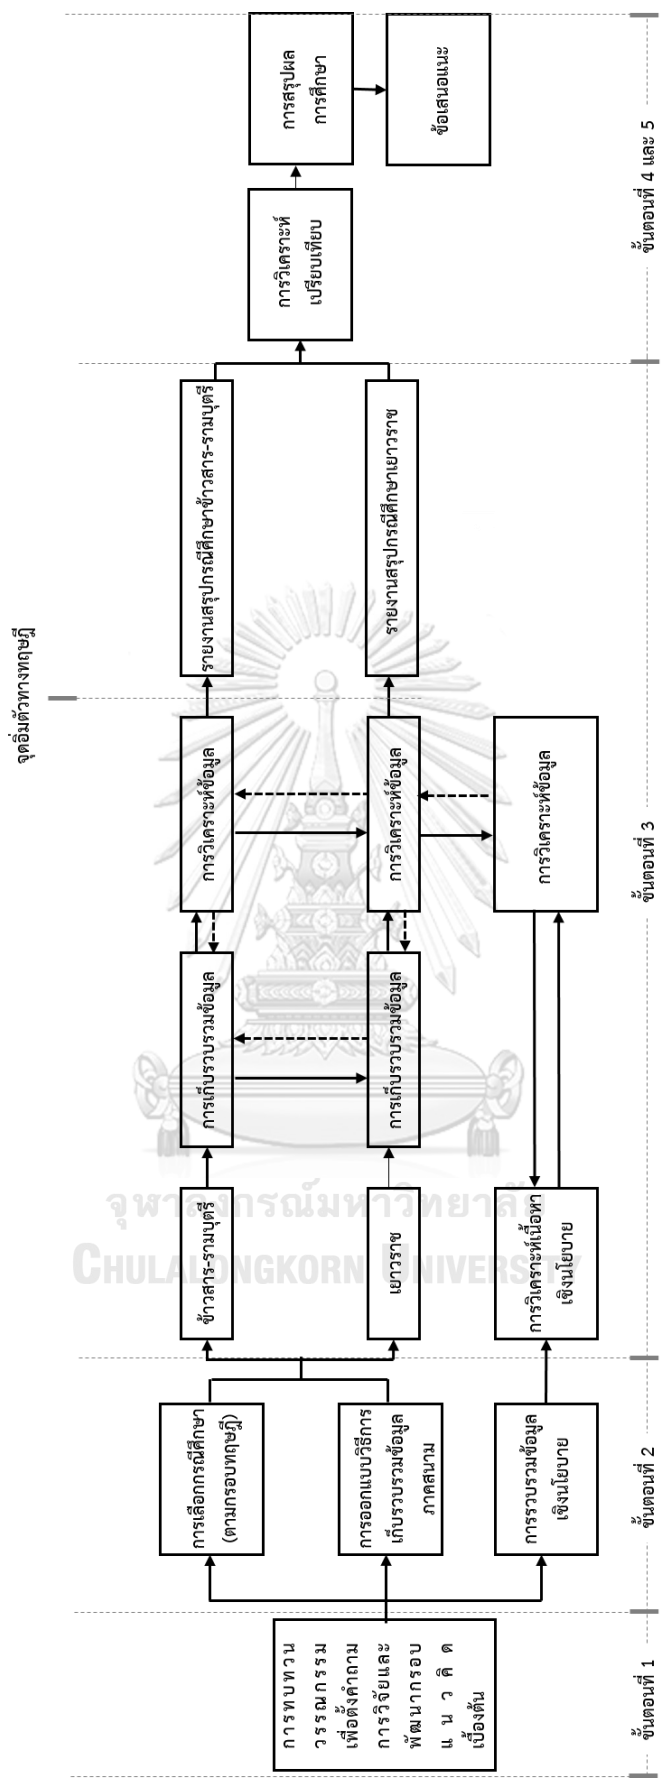 จุดอิ่มตัวทางทฤษฎี
การทบทวน
วรรณกรรม
เพื่อตั้งคำถาม
การวิจัยและ
พัฒนากรอบ
แนวคิด
เบื้องต้น
การเลือกกรณีศึกษา
(ตามกรอบทฤษฎี)
การออกแบบวิธีการ
เก็บรวบรวมข้อมูล
ภาคสนาม
การรวบรวมข้อมูล
เชิงนโยบาย
ข้าวสาร-รามบุตรี
เยาวราช
การวิเคราะห์เนื้อหา
เชิงนโยบาย
การเก็บรวบรวมข้อมูล
การเก็บรวบรวมข้อมูล
การวิเคราะห์ข้อมูล
การวิเคราะห์ข้อมูล
การวิเคราะห์ข้อมูล
รายงานสรุปกรณีศึกษาข้าวสาร-รามบุตรี
รายงานสรุปกรณีศึกษาเยาวราช
การวิเคราะห์
เปรียบเทียบ
การสรุปผล
การศึกษา
ข้อเสนอแนะ
ขั้นตอนที่ 1
ขั้นตอนที่ 2
ขั้นตอนที่ 3
ขั้นตอนที่ 4 และ 5
จุฬาลงกรณ์มหาวิทยาลัย
CHULALONGKORN UNIVERSITY